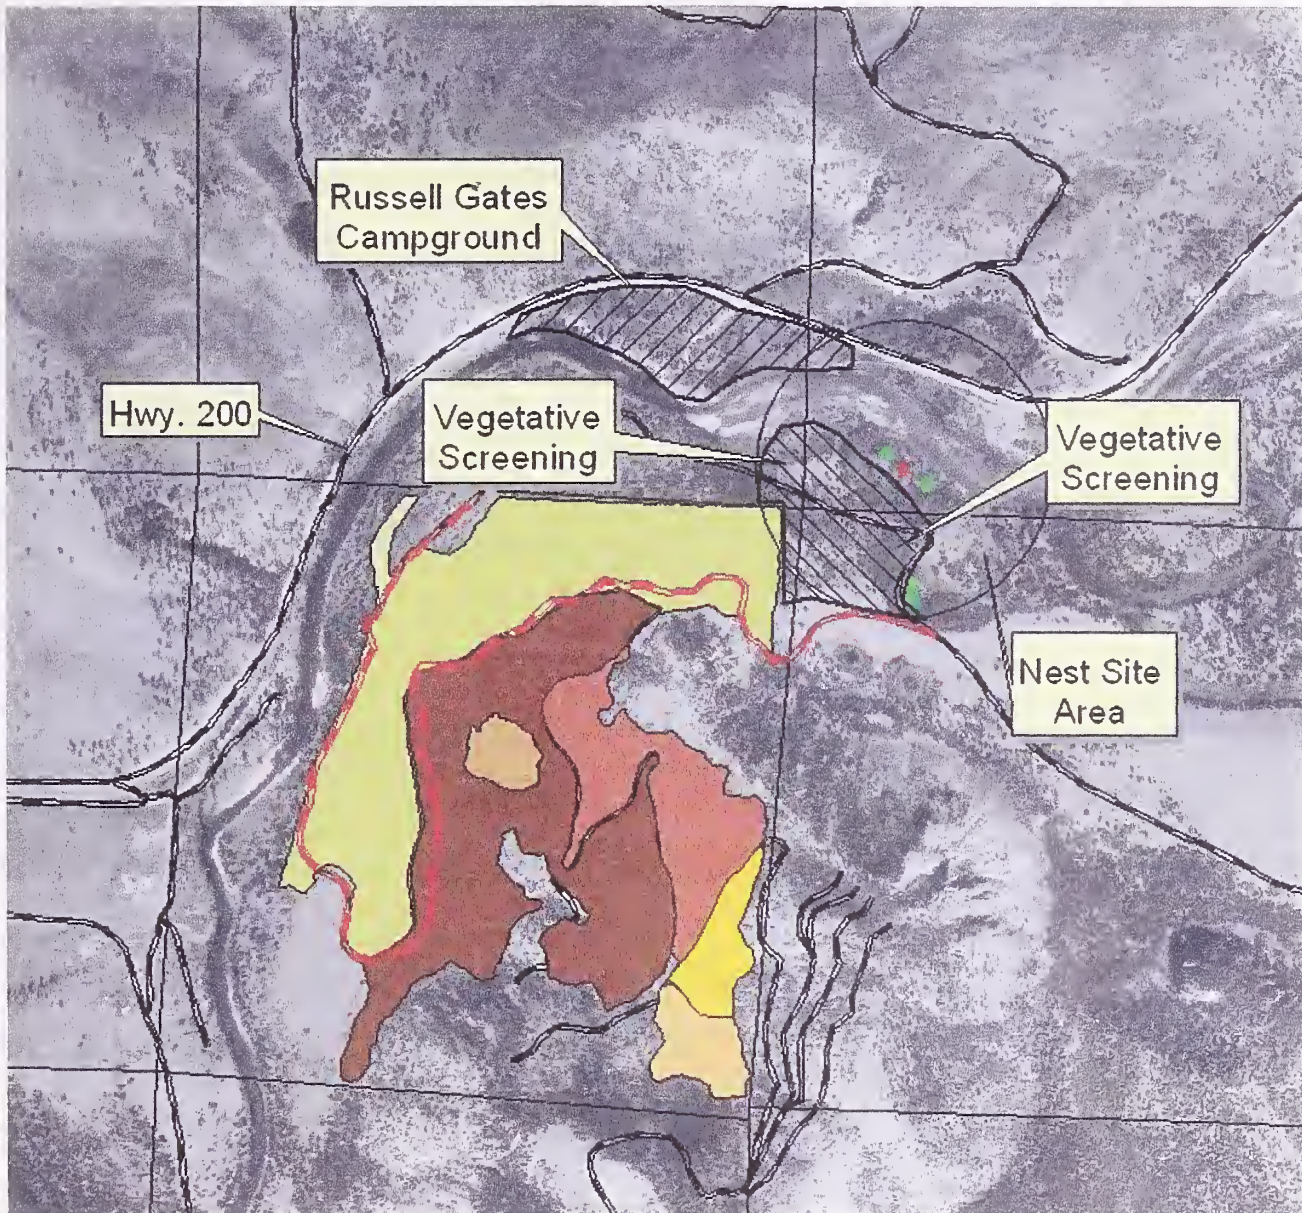 Russell Gates
Campground
Hwy. 200
Vegetative
Screening
Vegetative
Screening
Nest Site
Area